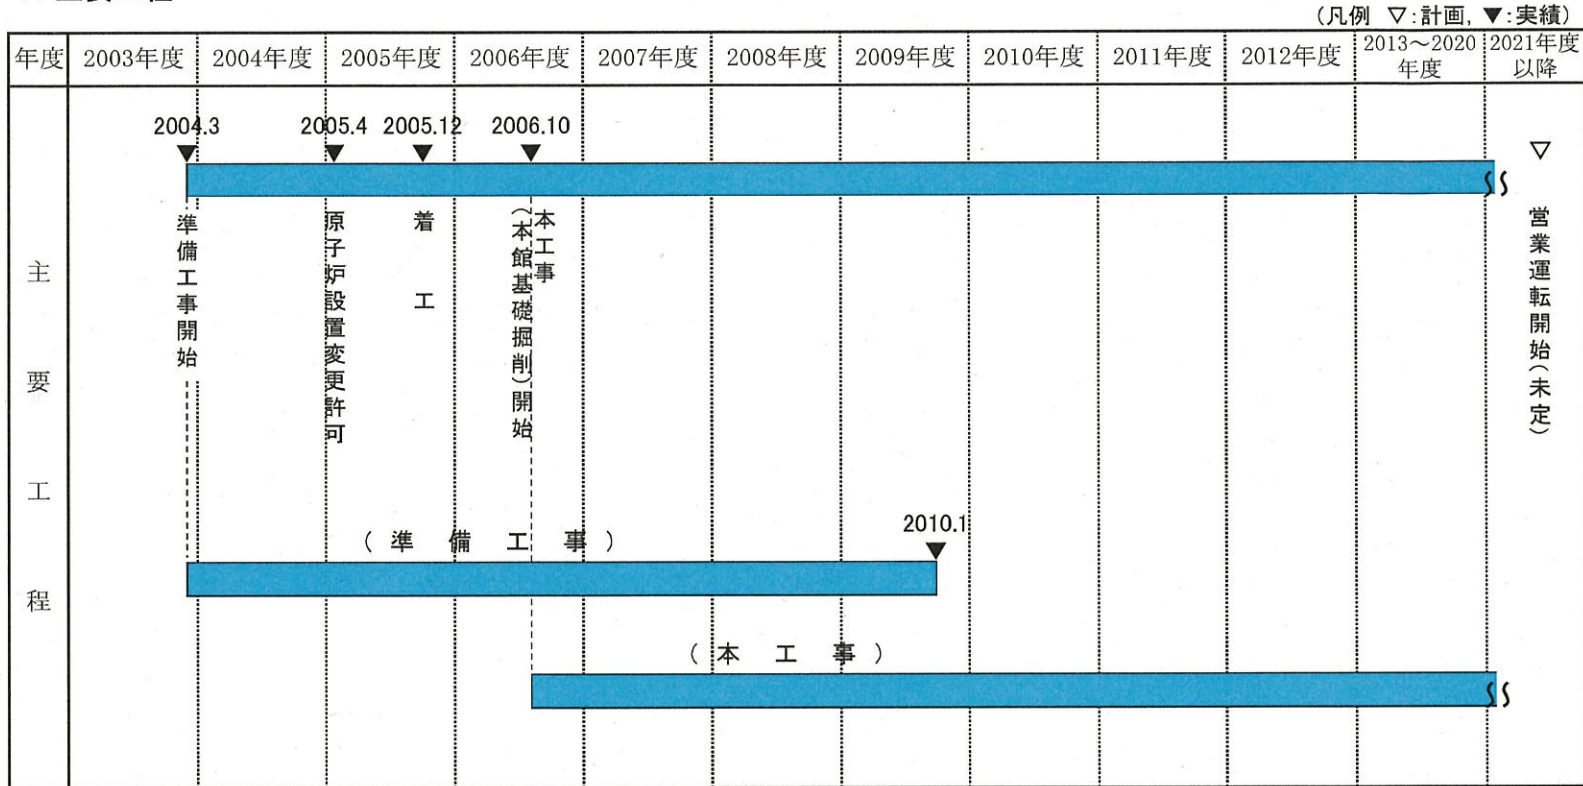 (凡例 ▽:計画, ▼:実績)
年度 2003年度 2004年度 2005年度 2006年度 2007年度 2008年度 2009年度 2010年度 2011年度 2012年度 2013～2020年度 2021年度以降
主要工程
2004.3 2005.4 2005.12 2006.10
準備工事開始
原子炉設置変更許可
着工
本工事
(本館基礎掘削)開始
営業運転開始(未定)
(準備工事)
2010.1
(本工事)